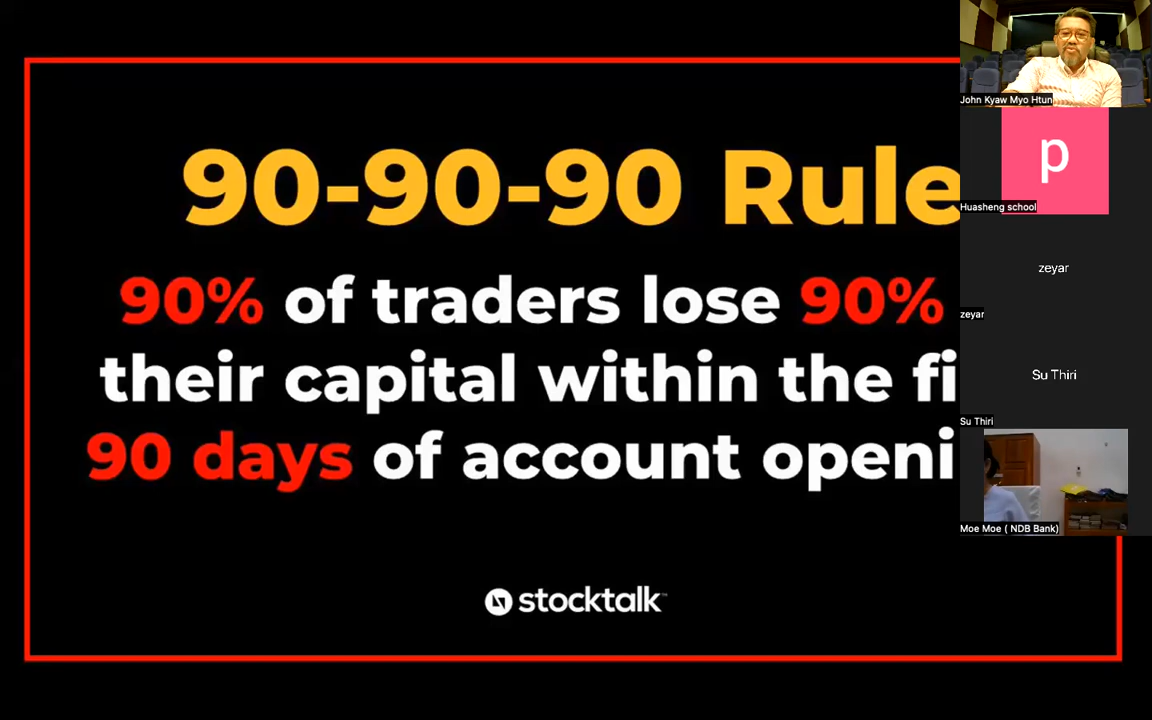 90-90-90 Rule
90% of traders lose 90%
their capital within the fi
90 days of account openi
stocktalk
John Kyaw Myo Htun
p
Huasheng school
zeyar
zeyar
Su Thiri
Su Thiri
Moe Moe ( NDB Bank)